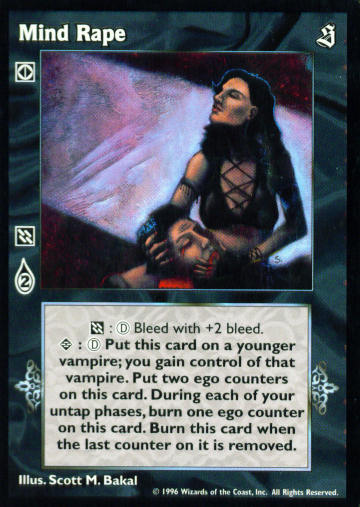 Mind Rape
2
: Ⓓ Bleed with +2 bleed.
: Ⓓ Put this card on a younger
vampire; you gain control of that
vampire. Put two ego counters
on this card. During each of your
untap phases, burn one ego counter
on this card. Burn this card when
the last counter on it is removed.
Illus. Scott M. Bakal
© 1996 Wizards of the Coast, Inc. All Rights Reserved.